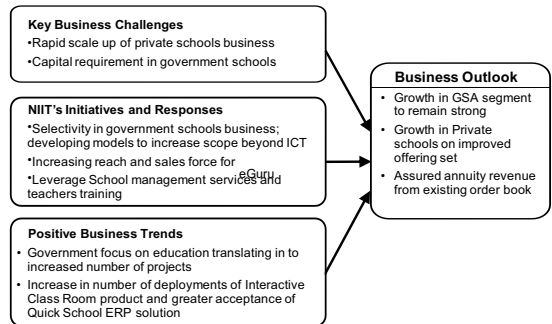 Key Business Challenges
•Rapid scale up of private schools business
•Capital requirement in government schools
NIIT's Initiatives and Responses
•Selectivity in government schools business;
developing models to increase scope beyond ICT
•Increasing reach and sales force for
eGuru
•Leverage School management services and
teachers training
Positive Business Trends
• Government focus on education translating in to
increased number of projects
• Increase in number of deployments of Interactive
Class Room product and greater acceptance of
Quick School ERP solution
Business Outlook
• Growth in GSA segment
to remain strong
• Growth in Private
schools on improved
offering set
• Assured annuity revenue
from existing order book